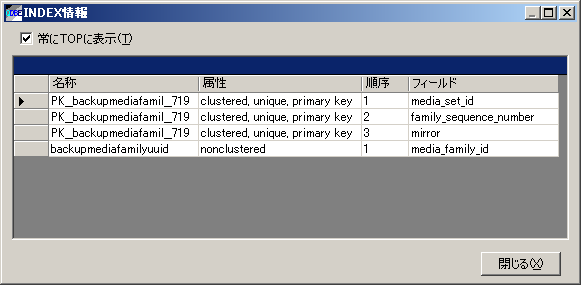 INDEX情報
常にTOPに表示(T)
名称 属性 順序 フィールド
PK__backupmediafamil__719 clustered, unique, primary key 1 media_set_id
PK__backupmediafamil__719 clustered, unique, primary key 2 family_sequence_number
PK__backupmediafamil__719 clustered, unique, primary key 3 mirror
backupmediafamilyuuid nonclustered 1 media_family_id
閉じる(X)